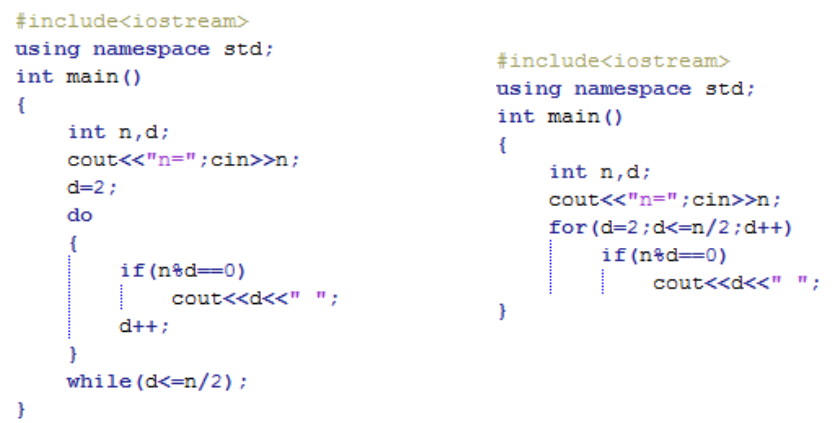 #include<iostream>
using namespace std;
int main()
{
int n,d;
cout<<"n=";cin>>n;
d=2;
do
{
if(n%d==0)
cout<<d<<" ";
d++;
}
while(d<=n/2);
}
#include<iostream>
using namespace std;
int main()
{
int n,d;
cout<<"n=";cin>>n;
for(d=2;d<=n/2;d++)
if(n%d==0)
cout<<d<<" ";
}